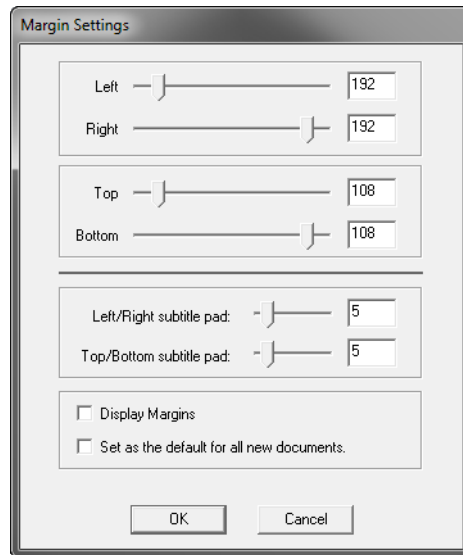 Margin Settings
Left 192
Right 192
Top 108
Bottom 108
Left/Right subtitle pad: 5
Top/Bottom subtitle pad: 5
Display Margins
Set as the default for all new documents.
OK Cancel